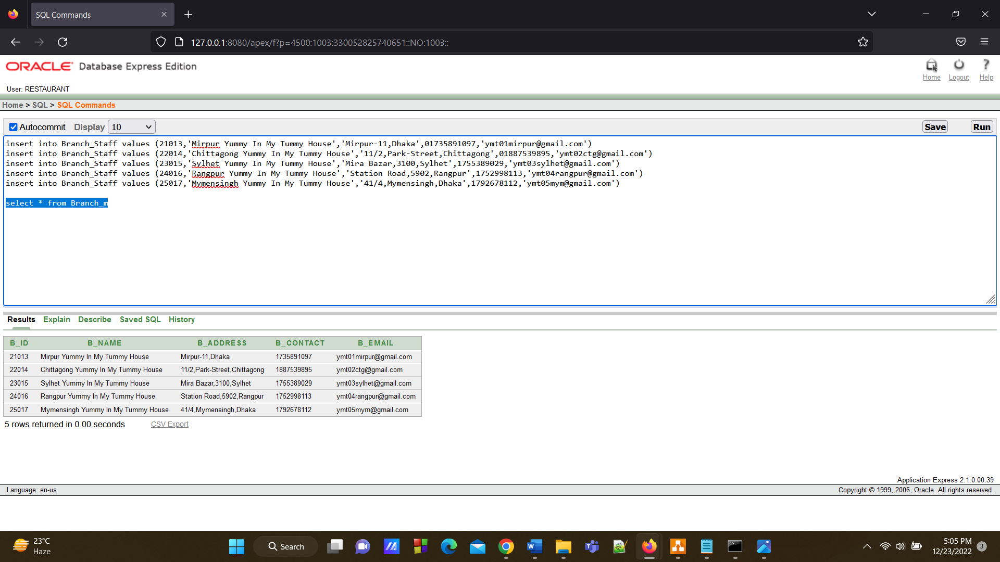 SQL Commands
127.0.0.1:8080/apex/f?p=4500:1003:330052825740651::NO:1003::
ORACLE Database Express Edition
Home Logout Help
User: RESTAURANT
Home > SQL > SQL Commands
Autocommit Display 10 Save Run
insert into Branch_Staff values (21013,'Mirpur Yummy In My Tummy House','Mirpur-11,Dhaka',01735891097,'ymt01mirpur@gmail.com')
insert into Branch_Staff values (22014,'Chittagong Yummy In My Tummy House','11/2,Park-Street,Chittagong',01887539895,'ymt02ctg@gmail.com')
insert into Branch_Staff values (23015,'Sylhet Yummy In My Tummy House','Mira Bazar,3100,Sylhet',1755389029,'ymt03sylhet@gmail.com')
insert into Branch_Staff values (24016,'Rangpur Yummy In My Tummy House','Station Road,5902,Rangpur',1752998113,'ymt04rangpur@gmail.com')
insert into Branch_Staff values (25017,'Mymensingh Yummy In My Tummy House','41/4,Mymensingh,Dhaka',1792678112,'ymt05mym@gmail.com')
select * from Branch_m
Results Explain Describe Saved SQL History
B_ID B_NAME B_ADDRESS B_CONTACT B_EMAIL
21013 Mirpur Yummy In My Tummy House Mirpur-11,Dhaka 1735891097 ymt01mirpur@gmail.com
22014 Chittagong Yummy In My Tummy House 11/2,Park-Street,Chittagong 1887539895 ymt02ctg@gmail.com
23015 Sylhet Yummy In My Tummy House Mira Bazar,3100,Sylhet 1755389029 ymt03sylhet@gmail.com
24016 Rangpur Yummy In My Tummy House Station Road,5902,Rangpur 1752998113 ymt04rangpur@gmail.com
25017 Mymensingh Yummy In My Tummy House 41/4,Mymensingh,Dhaka 1792678112 ymt05mym@gmail.com
5 rows returned in 0.00 seconds CSV Export
Application Express 2.1.0.00.39
Language: en-us Copyright © 1999, 2006, Oracle. All rights reserved.
23°C
Haze
Search
5:05 PM
12/23/2022
3